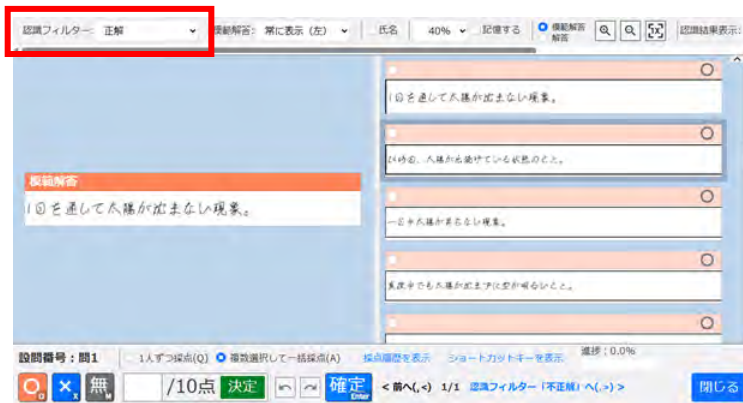 認識フィルター: 正解
模範解答: 常に表示 (左)
氏名
40%
記憶する
模範解答
解答
認識結果表示:
模範解答
1日を通して太陽が沈まない現象。
1日を通して太陽が沈まない現象。
24時間、太陽が出続けている状態のこと。
一日中太陽が沈まない現象。
真夜中でも太陽が沈まずに空が明るいこと。
設問番号:問1
1人ずつ採点(Q)
複数選択して一括採点(A)
採点履歴を表示
ショートカットキーを表示
進捗:0.0%
無
/10点
決定
確定
Enter
< 前へ(,<)
1/1
認識フィルター「不正解」へ(.>) >
閉じる